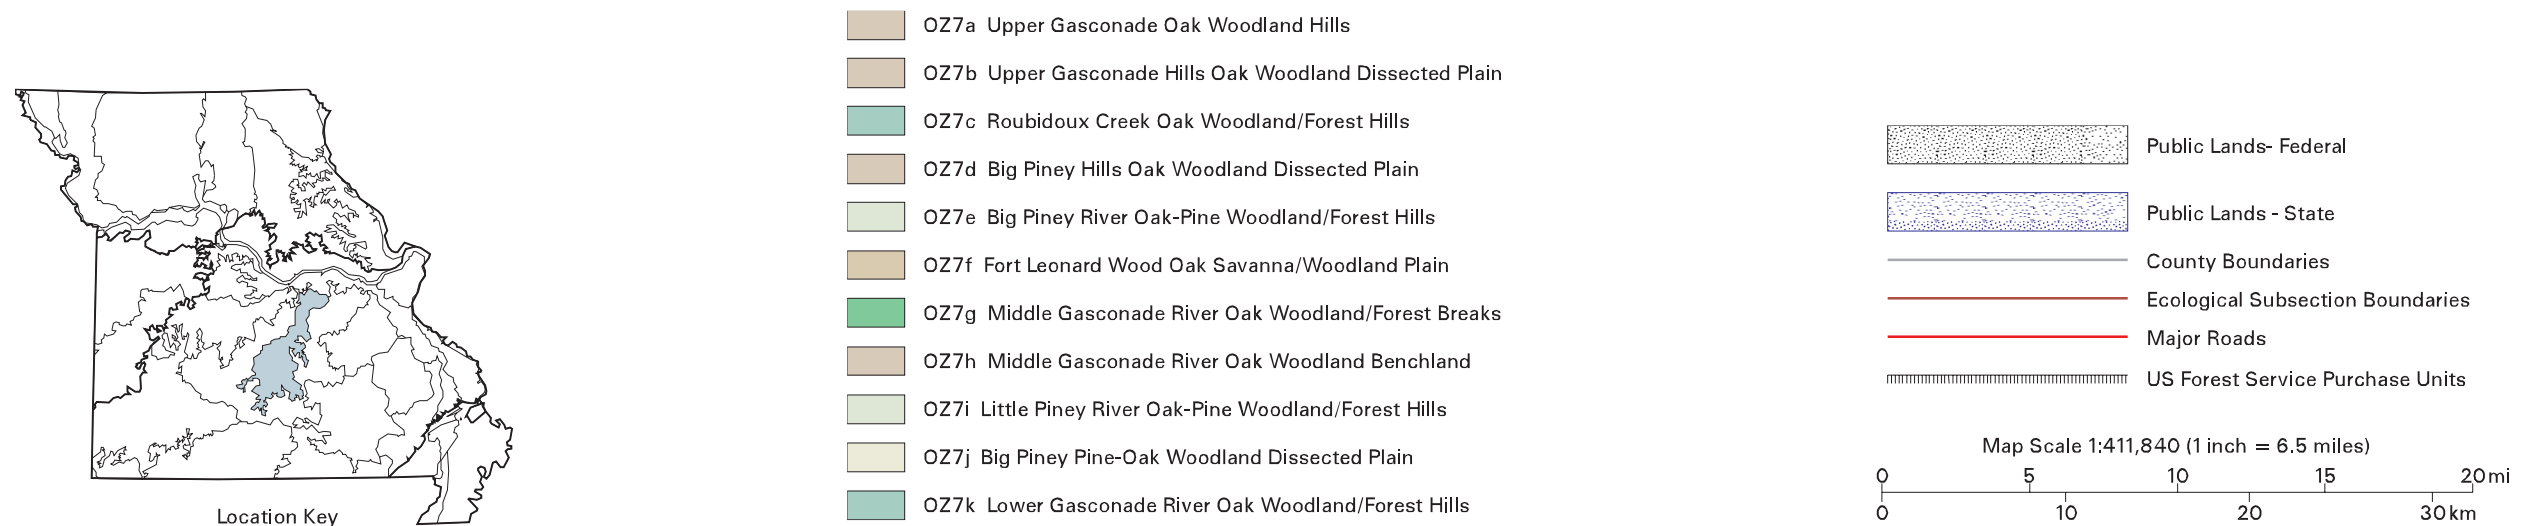 Location Key
OZ7a Upper Gasconade Oak Woodland Hills
OZ7b Upper Gasconade Hills Oak Woodland Dissected Plain
OZ7c Roubidoux Creek Oak Woodland/Forest Hills
OZ7d Big Piney Hills Oak Woodland Dissected Plain
OZ7e Big Piney River Oak-Pine Woodland/Forest Hills
OZ7f Fort Leonard Wood Oak Savanna/Woodland Plain
OZ7g Middle Gasconade River Oak Woodland/Forest Breaks
OZ7h Middle Gasconade River Oak Woodland Benchland
OZ7i Little Piney River Oak-Pine Woodland/Forest Hills
OZ7j Big Piney Pine-Oak Woodland Dissected Plain
OZ7k Lower Gasconade River Oak Woodland/Forest Hills
Public Lands- Federal
Public Lands - State
County Boundaries
Ecological Subsection Boundaries
Major Roads
US Forest Service Purchase Units
Map Scale 1:411,840 (1 inch = 6.5 miles)
0 5 10 15 20 mi
0 10 20 30 km